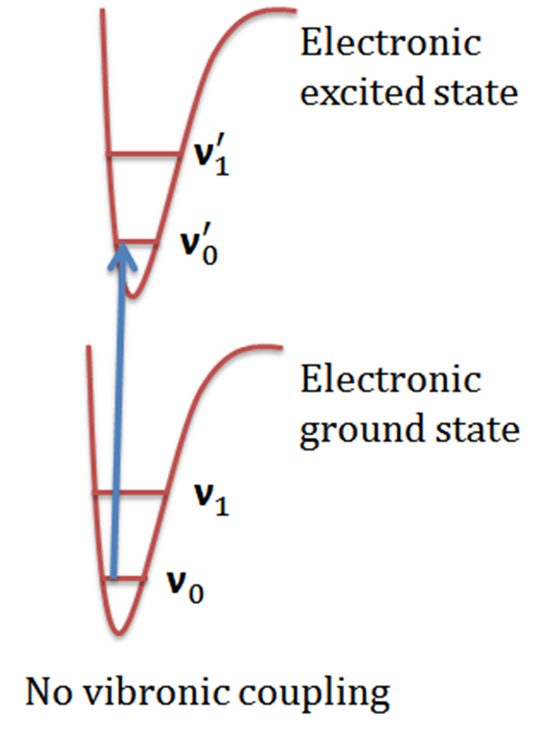 Electronic
excited state
ν′₁
ν′₀
Electronic
ground state
ν₁
ν₀
No vibronic coupling